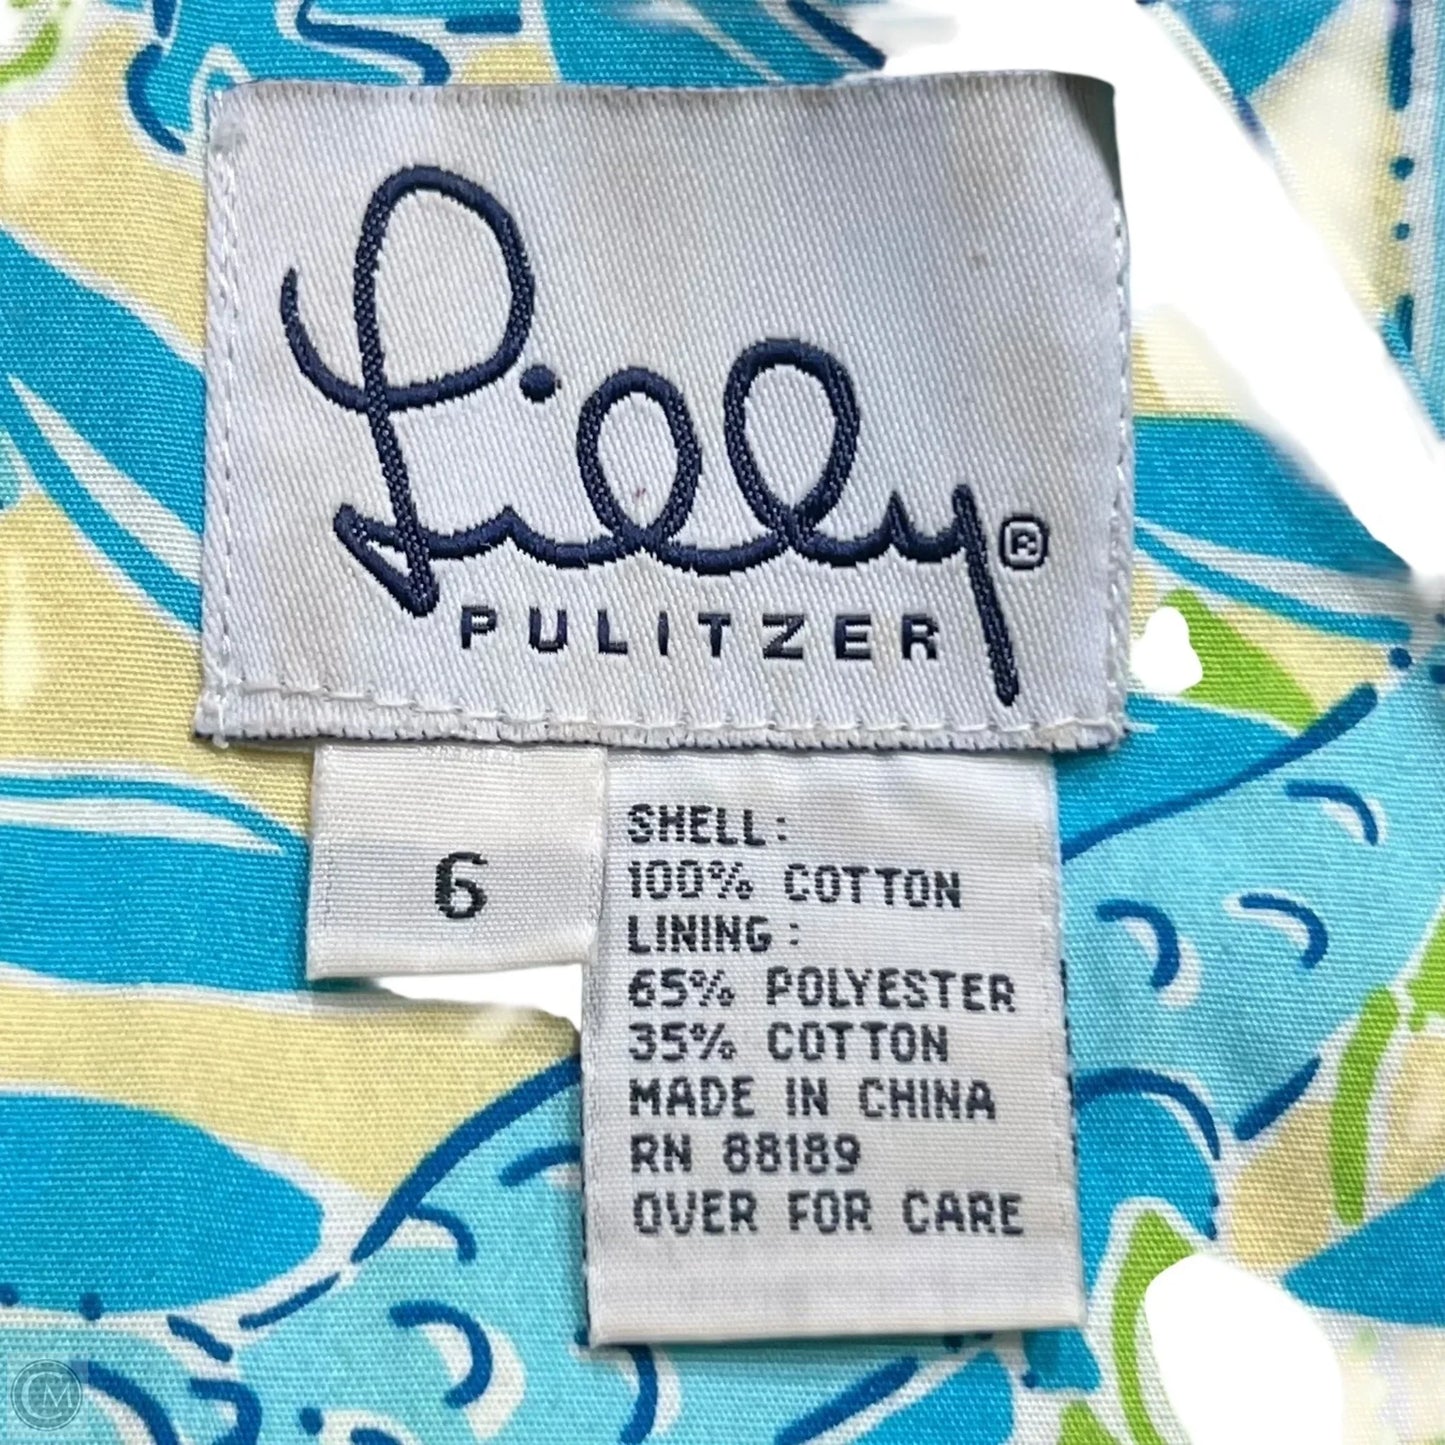 Lilly®
PULITZER
6
SHELL:
100% COTTON
LINING:
65% POLYESTER
35% COTTON
MADE IN CHINA
RN 88189
OVER FOR CARE
CM